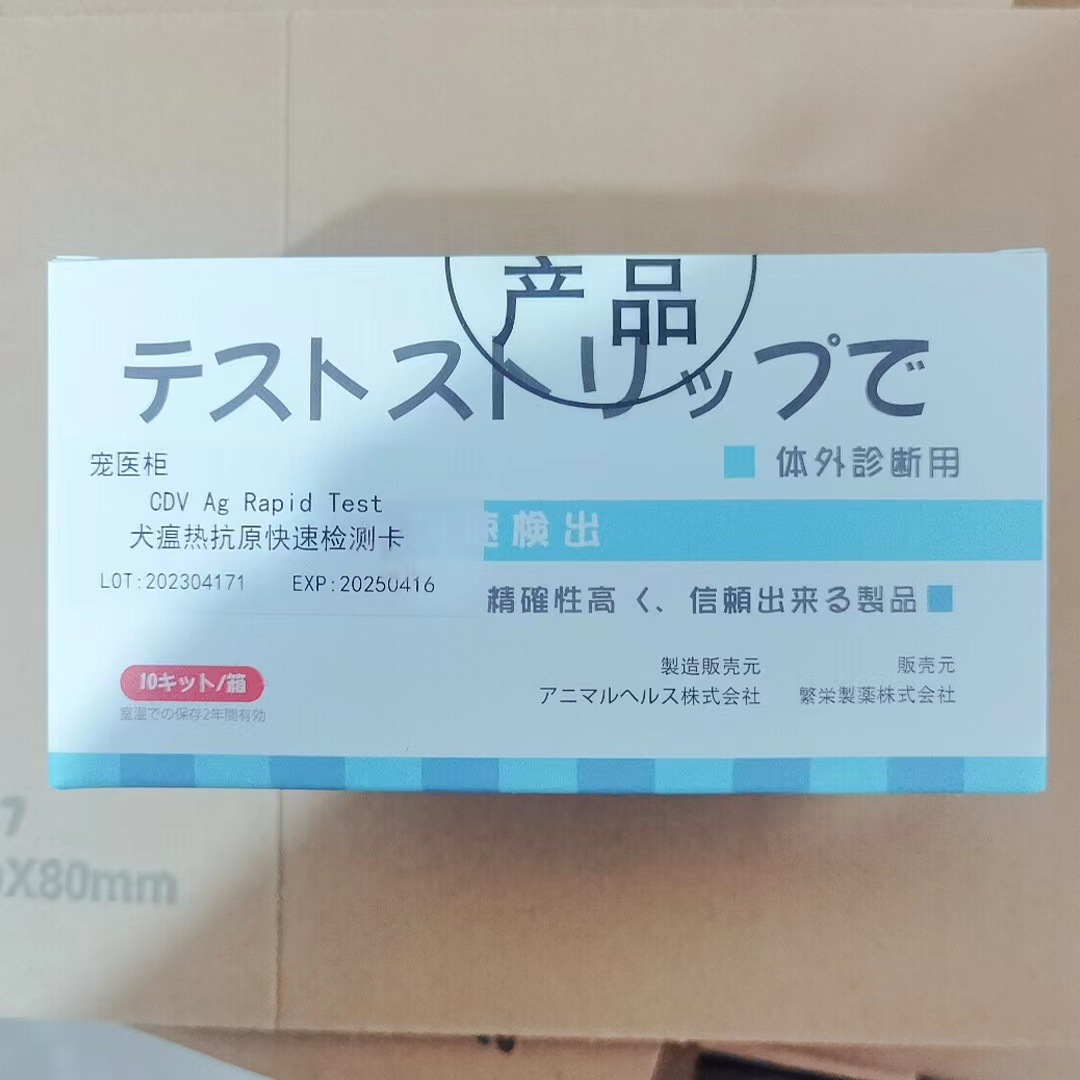 产品
テストストリップで
宠医柜
体外診断用
CDV Ag Rapid Test
犬瘟热抗原快速检测卡
速検出
LOT:202304171 EXP:20250416
精確性高く、信頼出来る製品
10キット/箱
室温での保存2年間有効
製造販売元
アニマルヘルス株式会社
販売元
繁栄製薬株式会社
7
X80mm